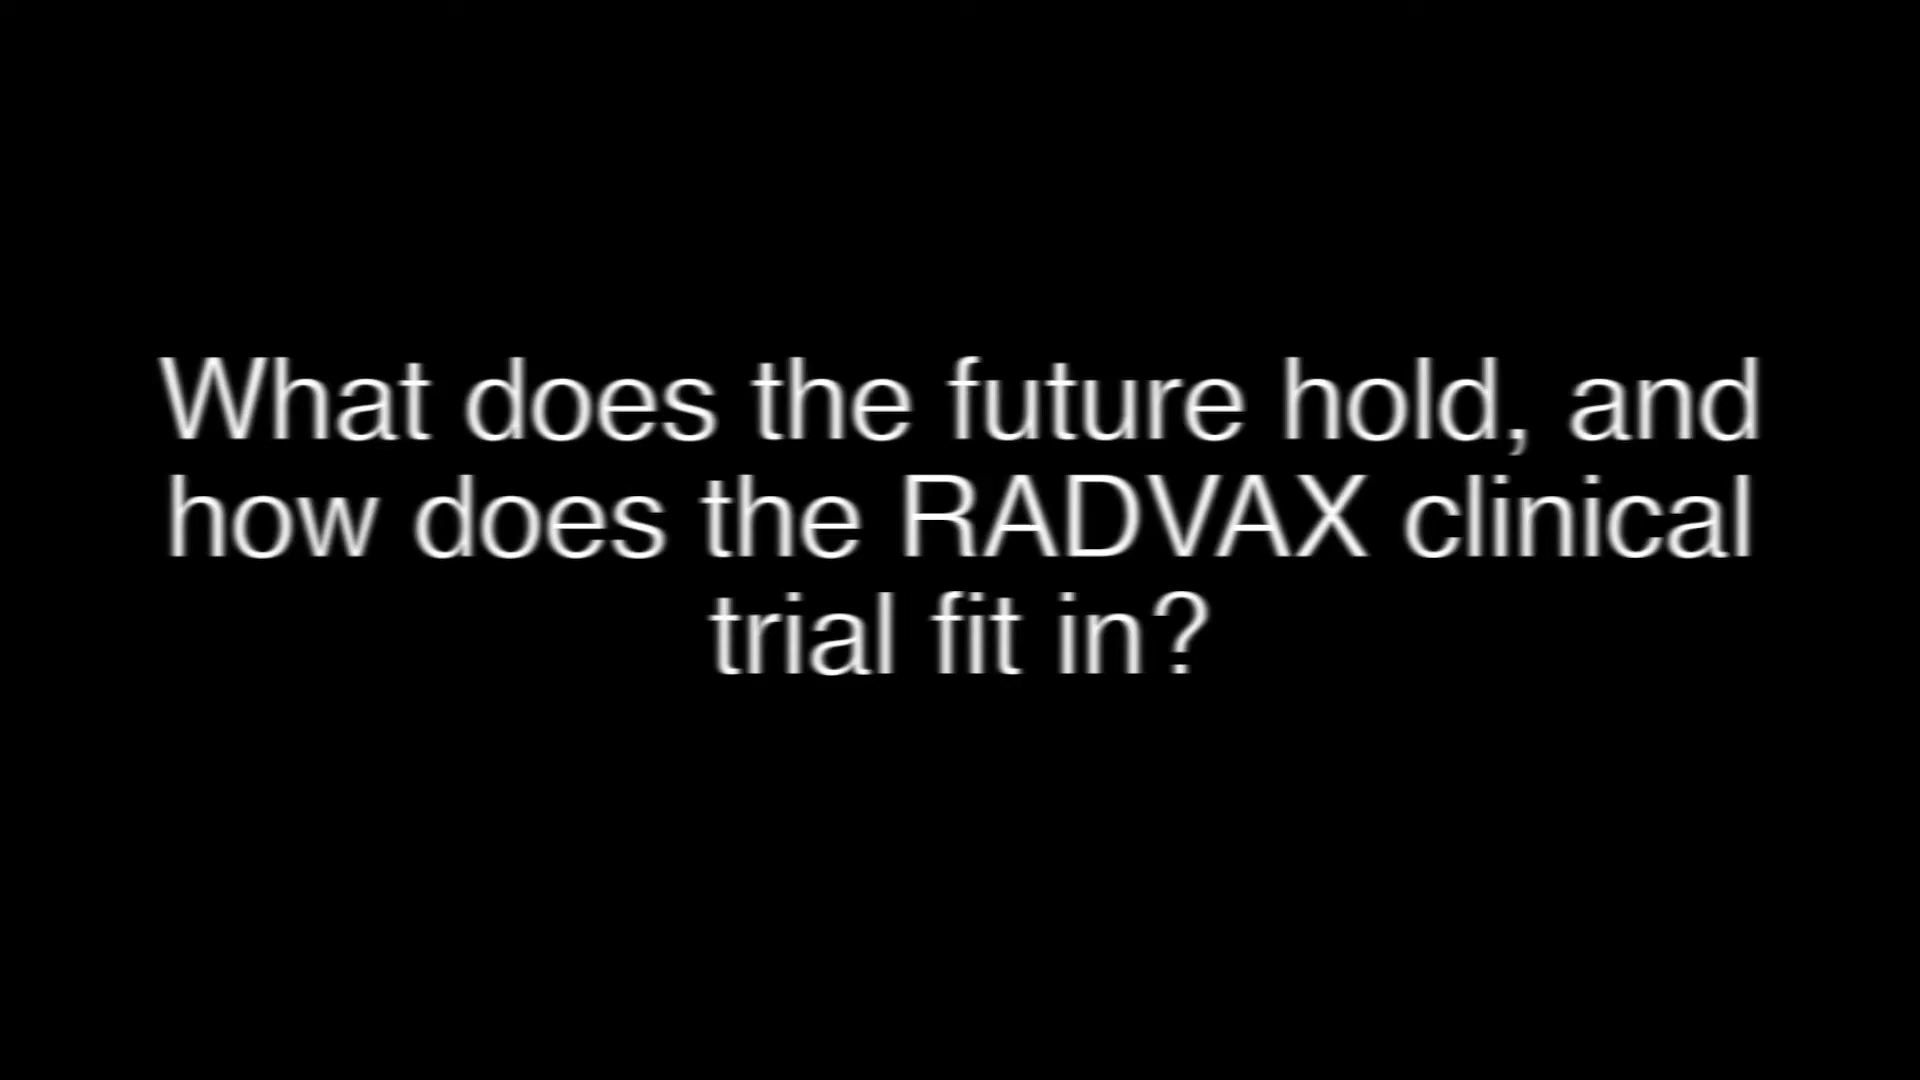 What does the future hold, and
how does the RADVAX clinical
trial fit in?